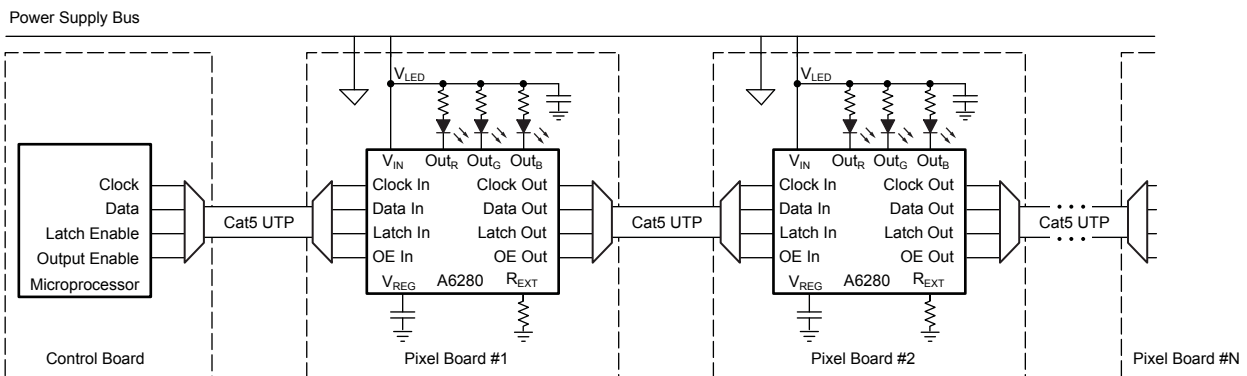 Power Supply Bus
VLED
VLED
VIN OutR OutG OutB
VIN OutR OutG OutB
Clock
Data
Latch Enable
Output Enable
Microprocessor
Cat5 UTP
Clock In Clock Out
Data In Data Out
Latch In Latch Out
OE In OE Out
VREG A6280 REXT
Cat5 UTP
Clock In Clock Out
Data In Data Out
Latch In Latch Out
OE In OE Out
VREG A6280 REXT
Cat5 UTP
Control Board
Pixel Board #1
Pixel Board #2
Pixel Board #N